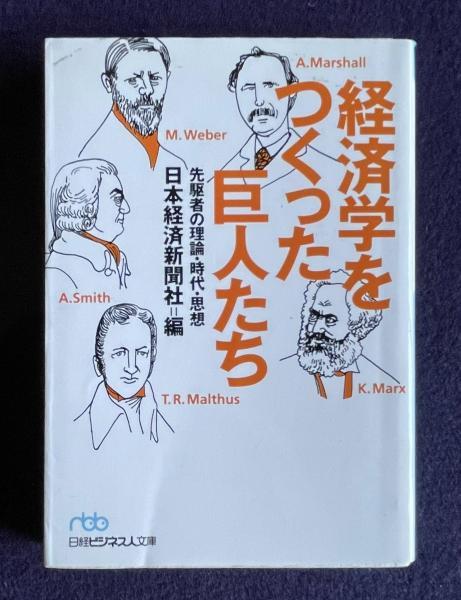 経済学を
つくった
巨人たち
先駆者の理論・時代・思想
日本経済新聞社=編
A.Marshall
M.Weber
A.Smith
K.Marx
T.R.Malthus
nbb
日経ビジネス人文庫